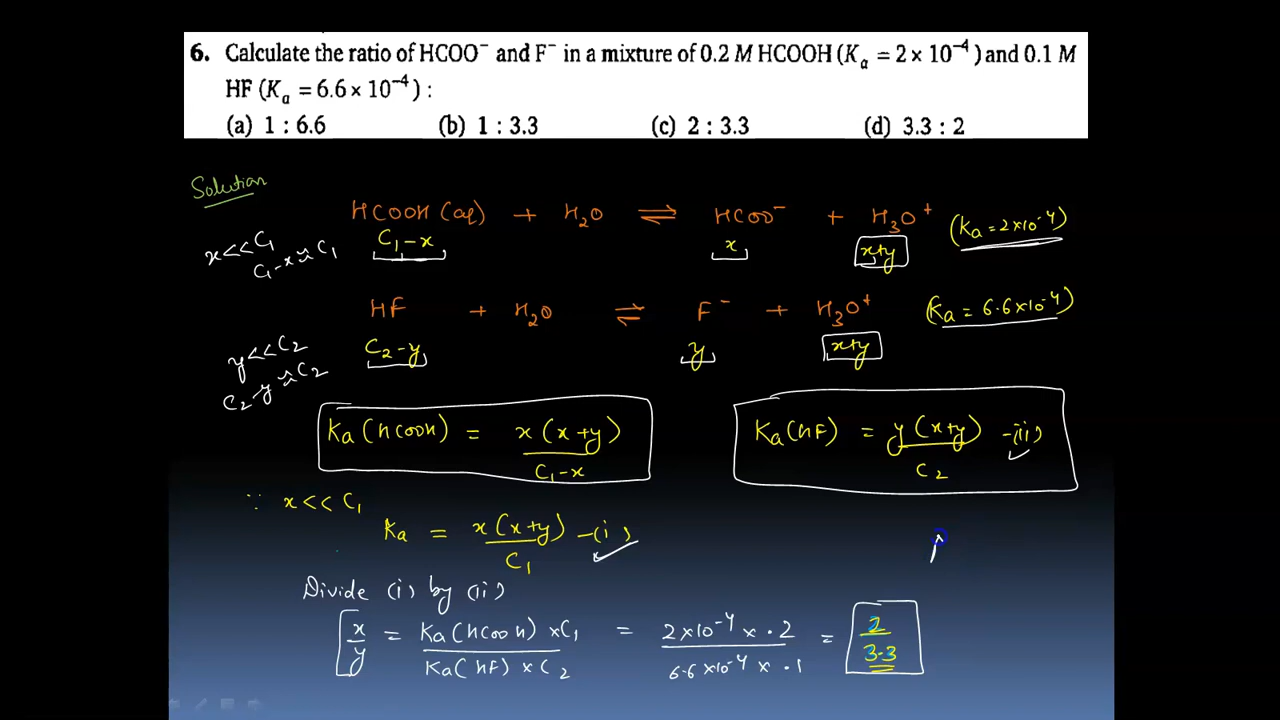 6. Calculate the ratio of HCOO⁻ and F⁻ in a mixture of 0.2 M HCOOH (Kₐ = 2 × 10⁻⁴) and 0.1 M
HF (Kₐ = 6.6 × 10⁻⁴) :
(a) 1 : 6.6 (b) 1 : 3.3 (c) 2 : 3.3 (d) 3.3 : 2
Solution
HCOOH (aq) + H₂O ⇌ HCOO⁻ + H₃O⁺ (Ka = 2×10⁻⁴)
x<<C₁ C₁-x x x+y
C₁-x ≈ C₁
HF + H₂O ⇌ F⁻ + H₃O⁺ (Ka = 6.6×10⁻⁴)
y<<C₂ C₂-y y x+y
C₂-y ≈ C₂
Ka (HCOOH) = x(x+y) / C₁-x Ka (HF) = y(x+y) / C₂ -(ii)
∵ x<<C₁
Ka = x(x+y) / C₁ -(i)
Divide (i) by (ii)
x/y = Ka(HCOOH) ×C₁ / Ka(HF) × C₂ = 2×10⁻⁴ × .2 / 6.6×10⁻⁴ × .1 = 2 / 3.3